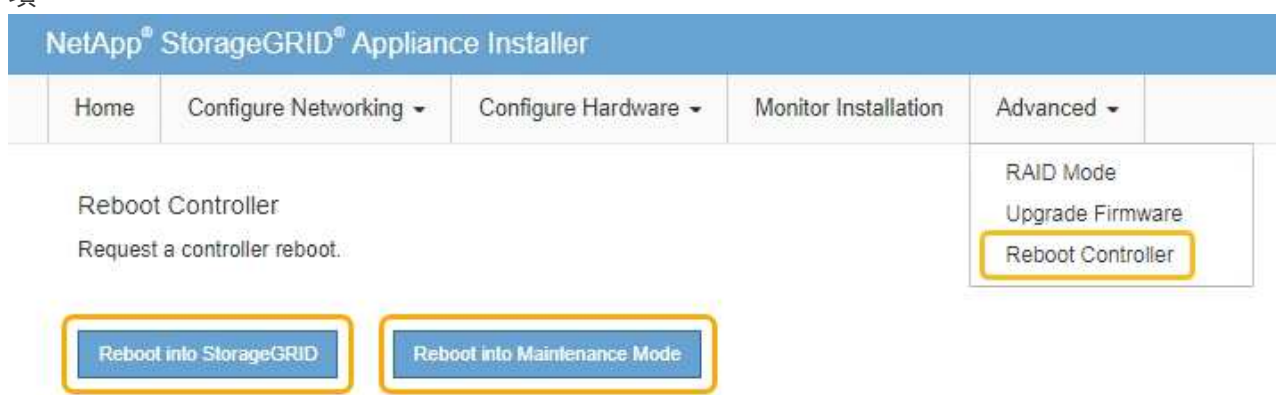 項
NetApp® StorageGRID® Appliance Installer
Home Configure Networking Configure Hardware Monitor Installation Advanced
RAID Mode
Upgrade Firmware
Reboot Controller
Reboot Controller
Request a controller reboot.
Reboot into StorageGRID Reboot into Maintenance Mode